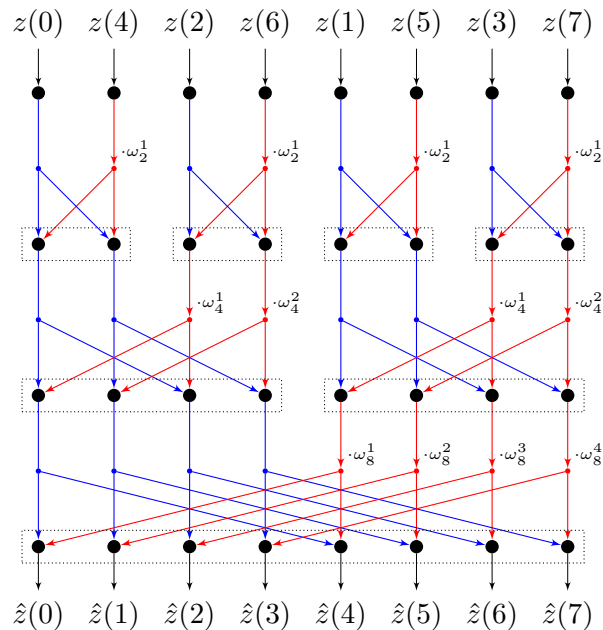 z(0) z(4) z(2) z(6) z(1) z(5) z(3) z(7)
·ω₂¹ ·ω₂¹ ·ω₂¹ ·ω₂¹
·ω₄¹ ·ω₄² ·ω₄¹ ·ω₄²
·ω₈¹ ·ω₈² ·ω₈³ ·ω₈⁴
ẑ(0) ẑ(1) ẑ(2) ẑ(3) ẑ(4) ẑ(5) ẑ(6) ẑ(7)